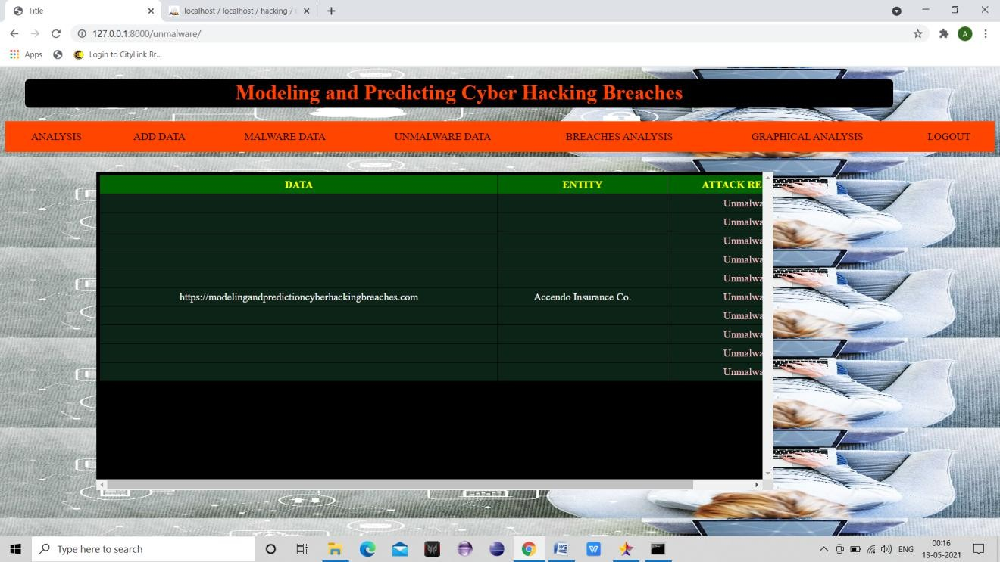 Title
localhost / localhost / hacking /
127.0.0.1:8000/unmalware/
A
Apps
Login to CityLink Br...
Modeling and Predicting Cyber Hacking Breaches
ANALYSIS ADD DATA MALWARE DATA UNMALWARE DATA BREACHES ANALYSIS GRAPHICAL ANALYSIS LOGOUT
DATA ENTITY ATTACK RE
Unmalwa
Unmalwa
Unmalwa
Unmalwa
Unmalwa
https://modelingandpredictioncyberhackingbreaches.com Accendo Insurance Co. Unmalwa
Unmalwa
Unmalwa
Unmalwa
Unmalwa
Type here to search
ENG
00:16
13-05-2021